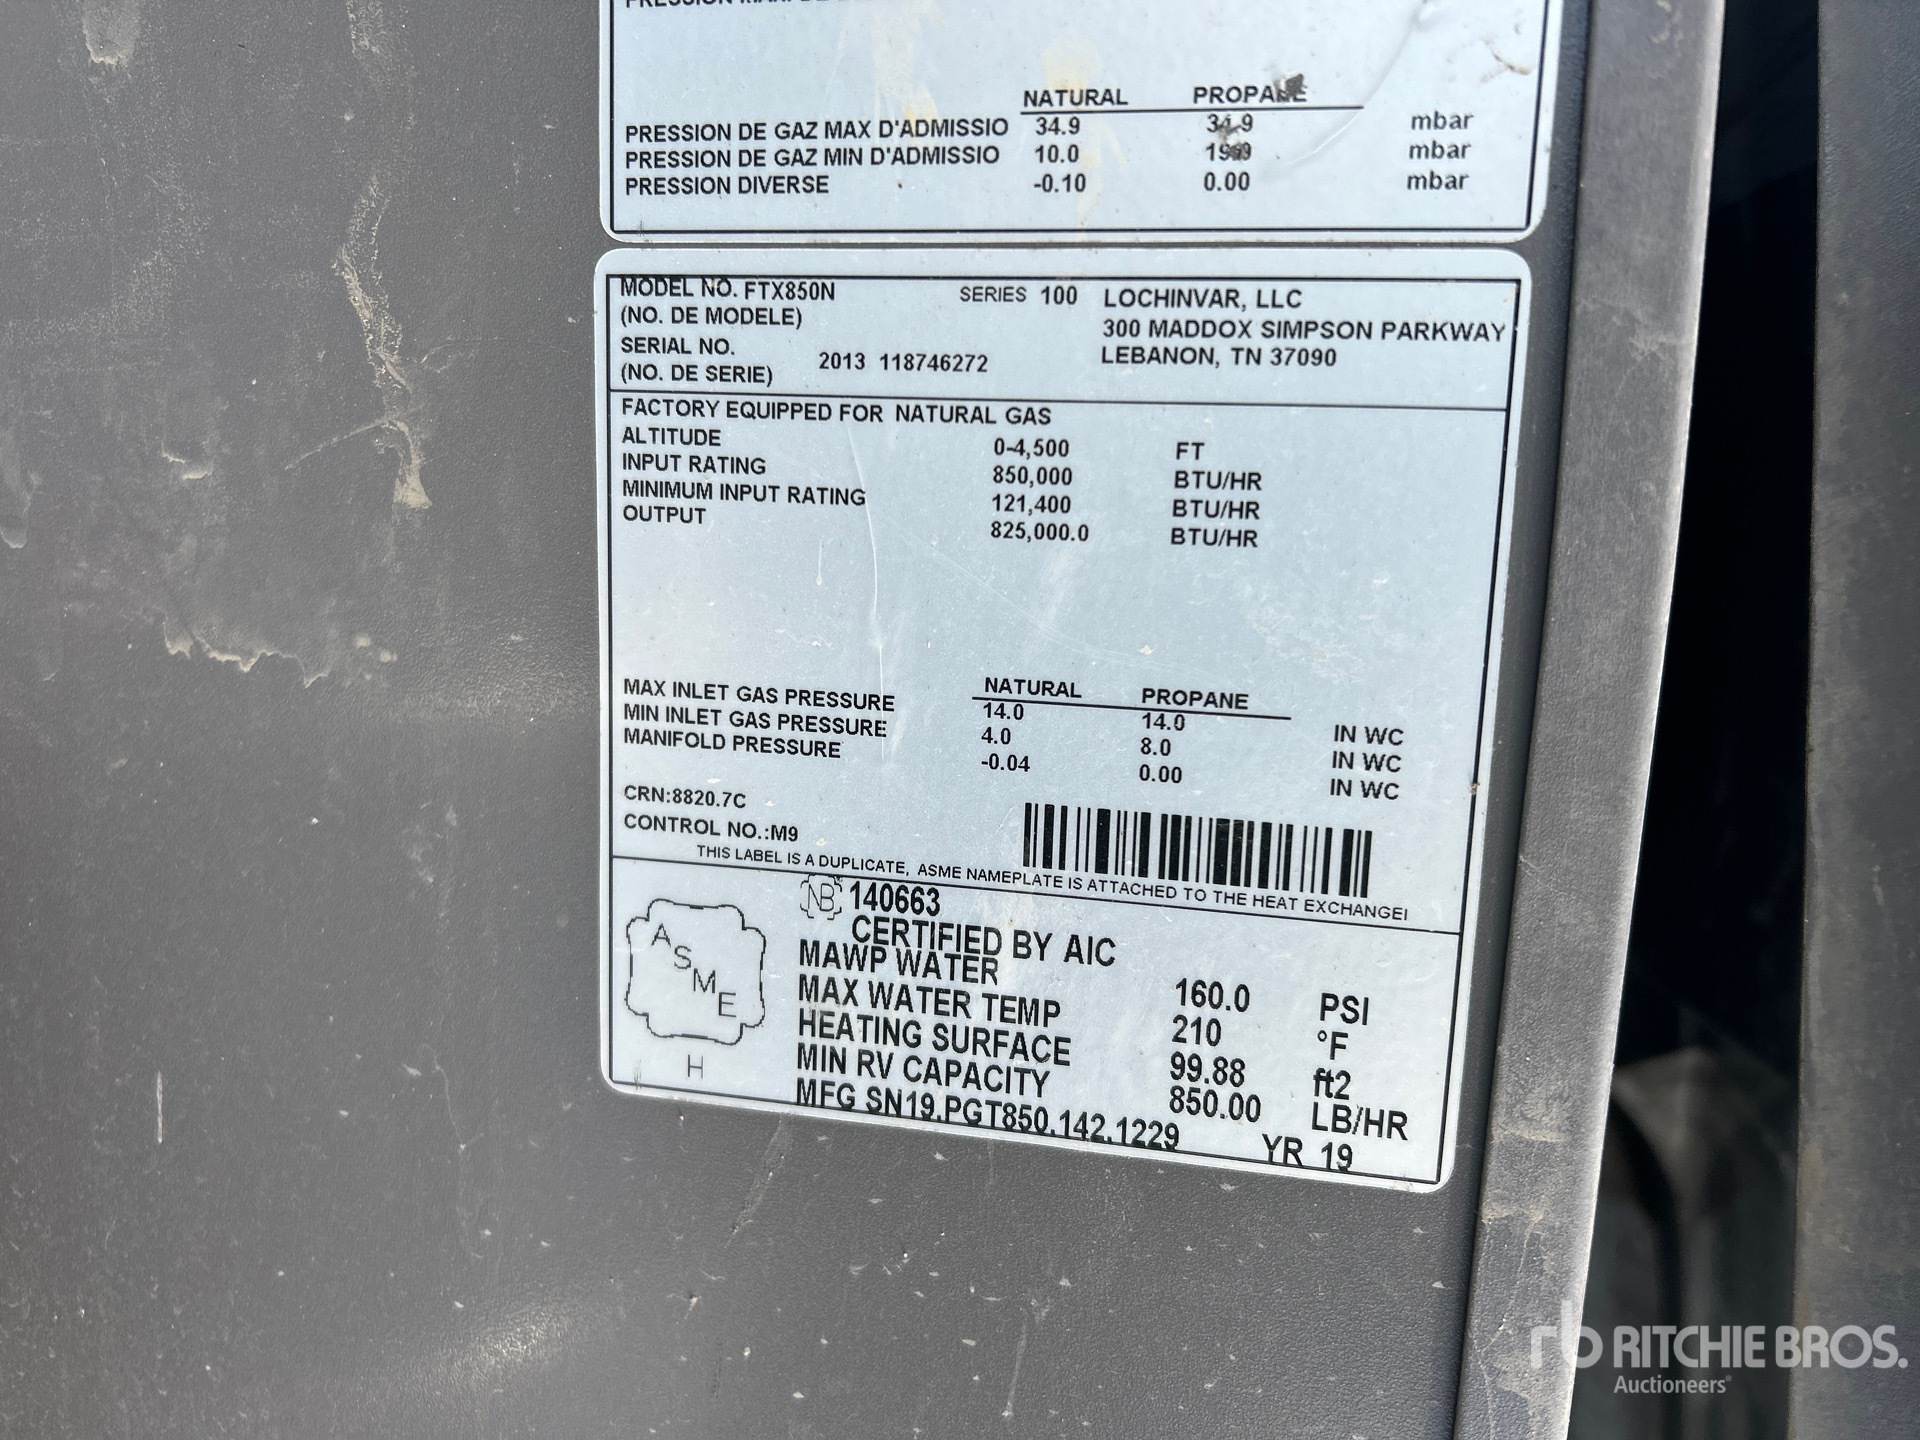 NATURAL PROPANE
PRESSION DE GAZ MAX D'ADMISSIO 34.9 34.9 mbar
PRESSION DE GAZ MIN D'ADMISSIO 10.0 mbar
PRESSION DIVERSE -0.10 0.00 mbar
MODEL NO. FTX850N SERIES 100 LOCHINVAR, LLC
(NO. DE MODELE) 300 MADDOX SIMPSON PARKWAY
SERIAL NO. 2013 118746272 LEBANON, TN 37090
(NO. DE SERIE)
FACTORY EQUIPPED FOR NATURAL GAS
ALTITUDE 0-4,500 FT
INPUT RATING 850,000 BTU/HR
MINIMUM INPUT RATING 121,400 BTU/HR
OUTPUT 825,000.0 BTU/HR
NATURAL PROPANE
MAX INLET GAS PRESSURE 14.0 14.0 IN WC
MIN INLET GAS PRESSURE 4.0 8.0 IN WC
MANIFOLD PRESSURE -0.04 0.00 IN WC
CRN:8820.7C
CONTROL NO.:M9
THIS LABEL IS A DUPLICATE, ASME NAMEPLATE IS ATTACHED TO THE HEAT EXCHANGEI
NB 140663
CERTIFIED BY AIC
MAWP WATER 160.0 PSI
MAX WATER TEMP 210 °F
HEATING SURFACE 99.88 ft2
MIN RV CAPACITY 850.00 LB/HR
MFG SN19.PGT850.142.1229 YR 19
ASME
H
rb RITCHIE BROS.
Auctioneers